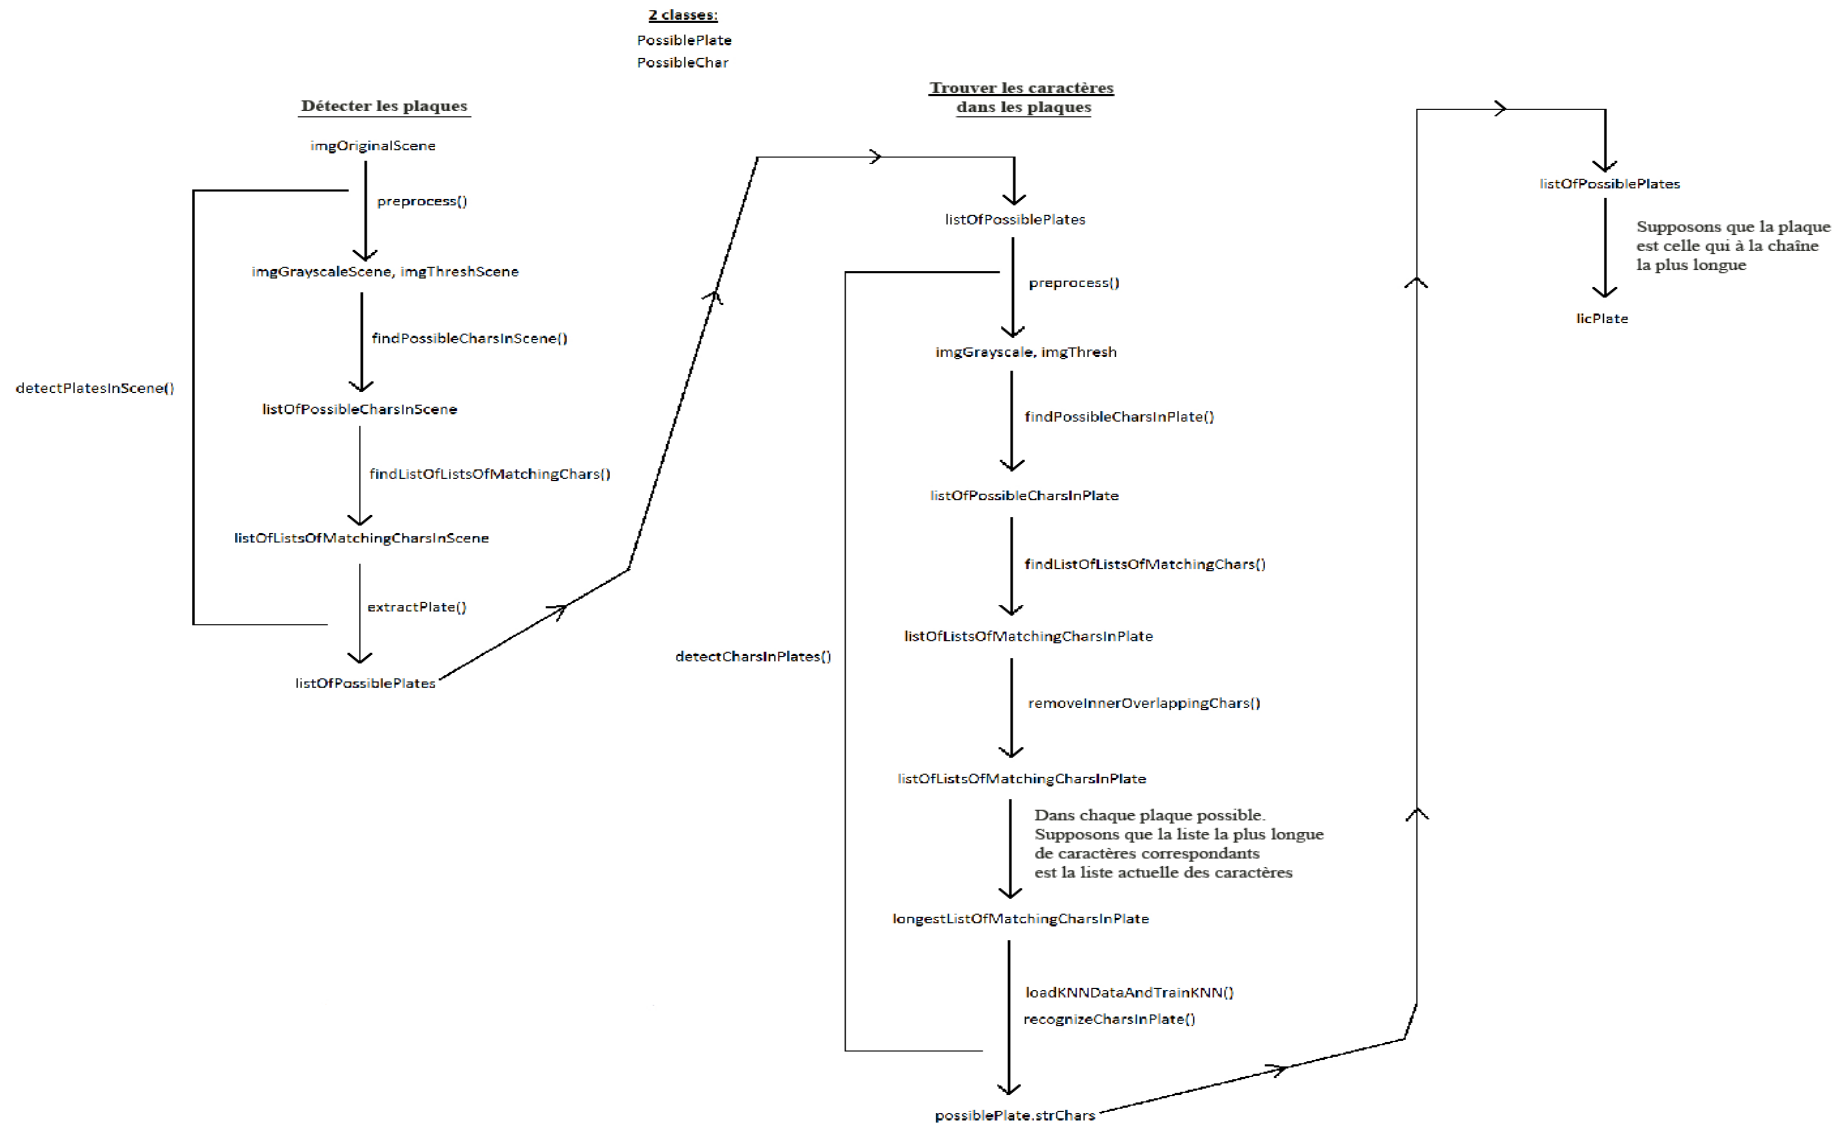 2 classes:
PossiblePlate
PossibleChar
Détecter les plaques
imgOriginalScene
preprocess()
imgGrayscaleScene, imgThreshScene
findPossibleCharsInScene()
detectPlatesInScene()
listOfPossibleCharsInScene
findListOfListsOfMatchingChars()
listOfListsOfMatchingCharsInScene
extractPlate()
listOfPossiblePlates
Trouver les caractères
dans les plaques
listOfPossiblePlates
preprocess()
imgGrayscale, imgThresh
findPossibleCharsInPlate()
listOfPossibleCharsInPlate
findListOfListsOfMatchingChars()
listOfListsOfMatchingCharsInPlate
detectCharsInPlates()
removeInnerOverlappingChars()
listOfListsOfMatchingCharsInPlate
Dans chaque plaque possible.
Supposons que la liste la plus longue
de caractères correspondants
est la liste actuelle des caractères
longestListOfMatchingCharsInPlate
loadKNNDataAndTrainKNN()
recognizeCharsInPlate()
possiblePlate.strChars
listOfPossiblePlates
Supposons que la plaque
est celle qui à la chaîne
la plus longue
licPlate